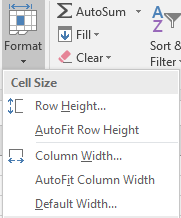 Format
AutoSum
Fill
Clear
A
Z
Sort &
Filter
Cell Size
Row Height...
AutoFit Row Height
Column Width...
AutoFit Column Width
Default Width...